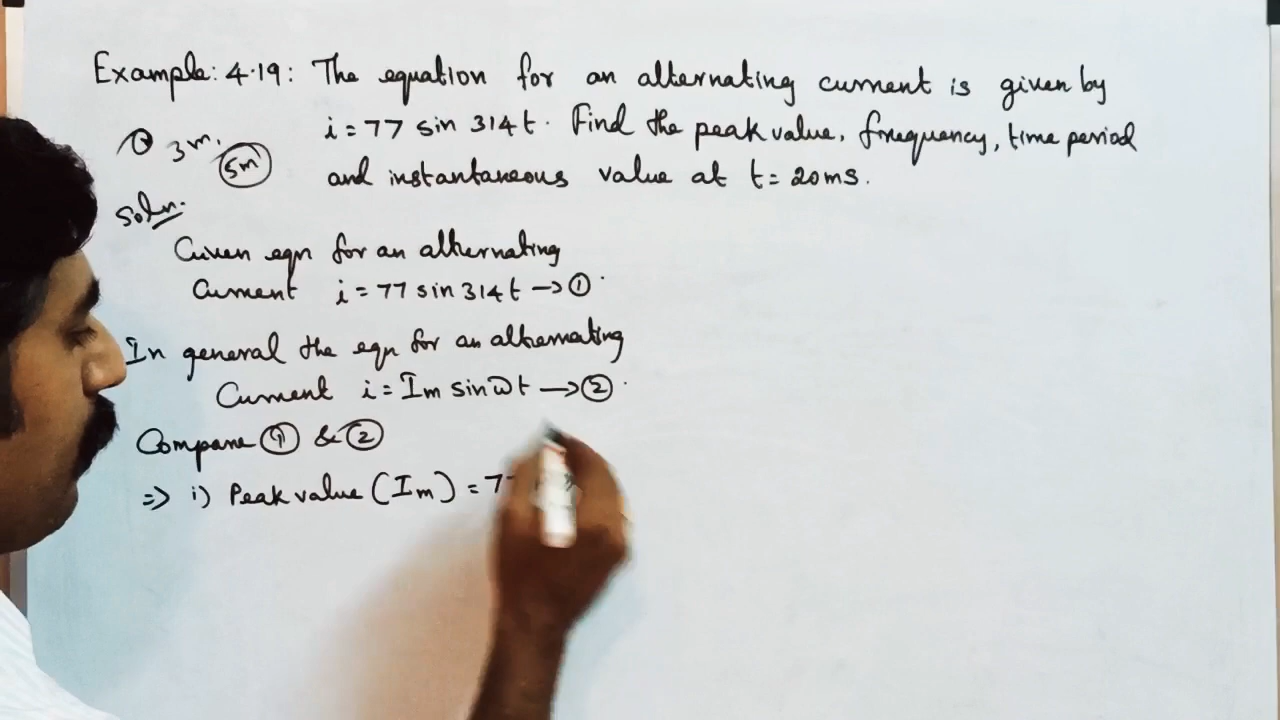 Example: 4.19: The equation for an alternating current is given by
i = 77 sin 314t. Find the peak value, frequency, time period
3m.
5m
and instantaneous value at t = 20ms.
Soln.
Given eqn for an alternating
Current i = 77 sin 314t → ①
In general the eqn for an alternating
Current i = Im sin ωt → ②
Compare ① & ②
⇒ i) Peak value (Im) = 77